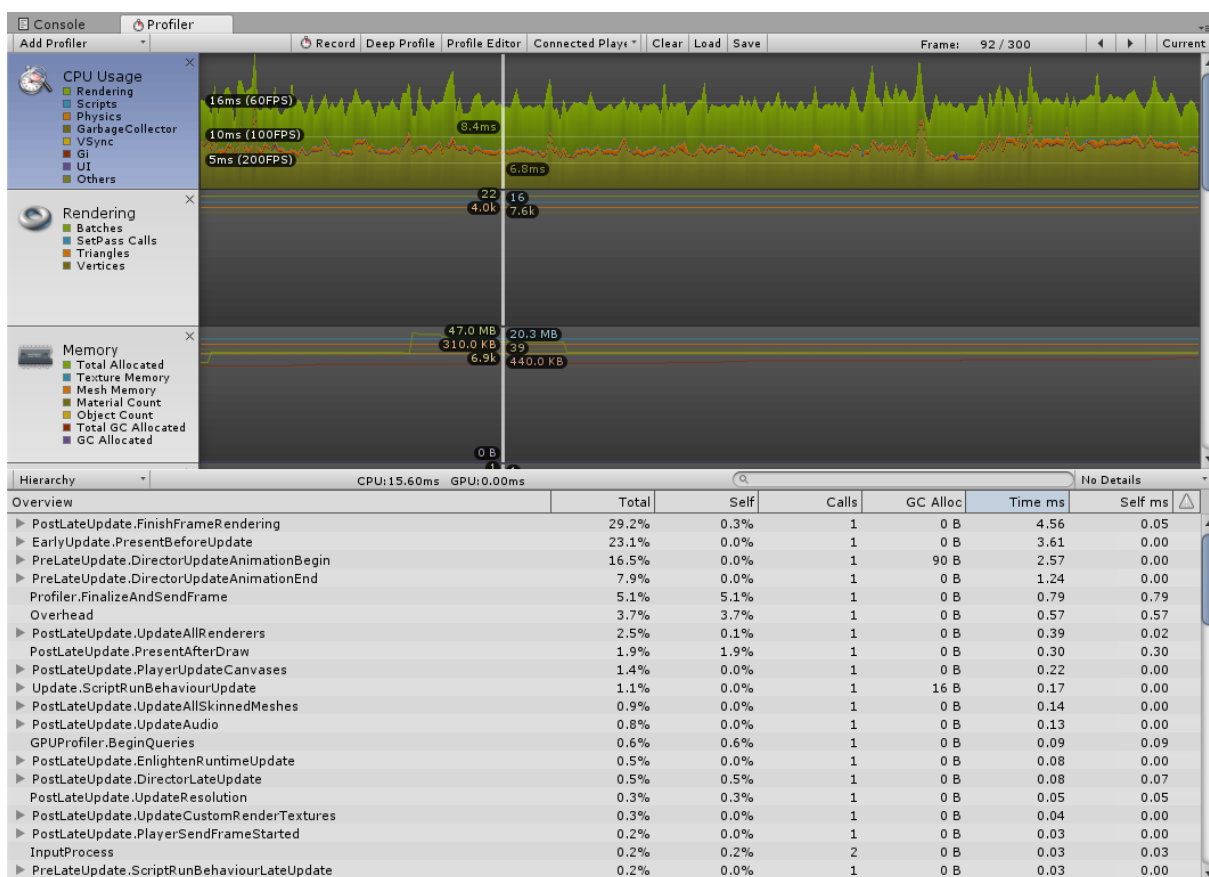 Console Profiler
Add Profiler Record Deep Profile Profile Editor Connected Playe Clear Load Save Frame: 92 / 300 Current
CPU Usage
Rendering
Scripts
Physics
GarbageCollector
VSync
Gi
UI
Others
16ms (60FPS)
10ms (100FPS)
5ms (200FPS)
8.4ms
6.8ms
Rendering
Batches
SetPass Calls
Triangles
Vertices
22 16
4.0k 7.6k
Memory
Total Allocated
Texture Memory
Mesh Memory
Material Count
Object Count
Total GC Allocated
GC Allocated
47.0 MB 20.3 MB
310.0 KB 39
6.9k 440.0 KB
0 B
Hierarchy CPU:15.60ms GPU:0.00ms No Details
Overview Total Self Calls GC Alloc Time ms Self ms
PostLateUpdate.FinishFrameRendering 29.2% 0.3% 1 0 B 4.56 0.05
EarlyUpdate.PresentBeforeUpdate 23.1% 0.0% 1 0 B 3.61 0.00
PreLateUpdate.DirectorUpdateAnimationBegin 16.5% 0.0% 1 90 B 2.57 0.00
PreLateUpdate.DirectorUpdateAnimationEnd 7.9% 0.0% 1 0 B 1.24 0.00
Profiler.FinalizeAndSendFrame 5.1% 5.1% 1 0 B 0.79 0.79
Overhead 3.7% 3.7% 1 0 B 0.57 0.57
PostLateUpdate.UpdateAllRenderers 2.5% 0.1% 1 0 B 0.39 0.02
PostLateUpdate.PresentAfterDraw 1.9% 1.9% 1 0 B 0.30 0.30
PostLateUpdate.PlayerUpdateCanvases 1.4% 0.0% 1 0 B 0.22 0.00
Update.ScriptRunBehaviourUpdate 1.1% 0.0% 1 16 B 0.17 0.00
PostLateUpdate.UpdateAllSkinnedMeshes 0.9% 0.0% 1 0 B 0.14 0.00
PostLateUpdate.UpdateAudio 0.8% 0.0% 1 0 B 0.13 0.00
GPUProfiler.BeginQueries 0.6% 0.6% 1 0 B 0.09 0.09
PostLateUpdate.EnlightenRuntimeUpdate 0.5% 0.0% 1 0 B 0.08 0.00
PostLateUpdate.DirectorLateUpdate 0.5% 0.5% 1 0 B 0.08 0.07
PostLateUpdate.UpdateResolution 0.3% 0.3% 1 0 B 0.05 0.05
PostLateUpdate.UpdateCustomRenderTextures 0.3% 0.0% 1 0 B 0.04 0.00
PostLateUpdate.PlayerSendFrameStarted 0.2% 0.0% 1 0 B 0.03 0.00
InputProcess 0.2% 0.2% 2 0 B 0.03 0.03
PreLateUpdate.ScriptRunBehaviourLateUpdate 0.2% 0.0% 1 0 B 0.03 0.00